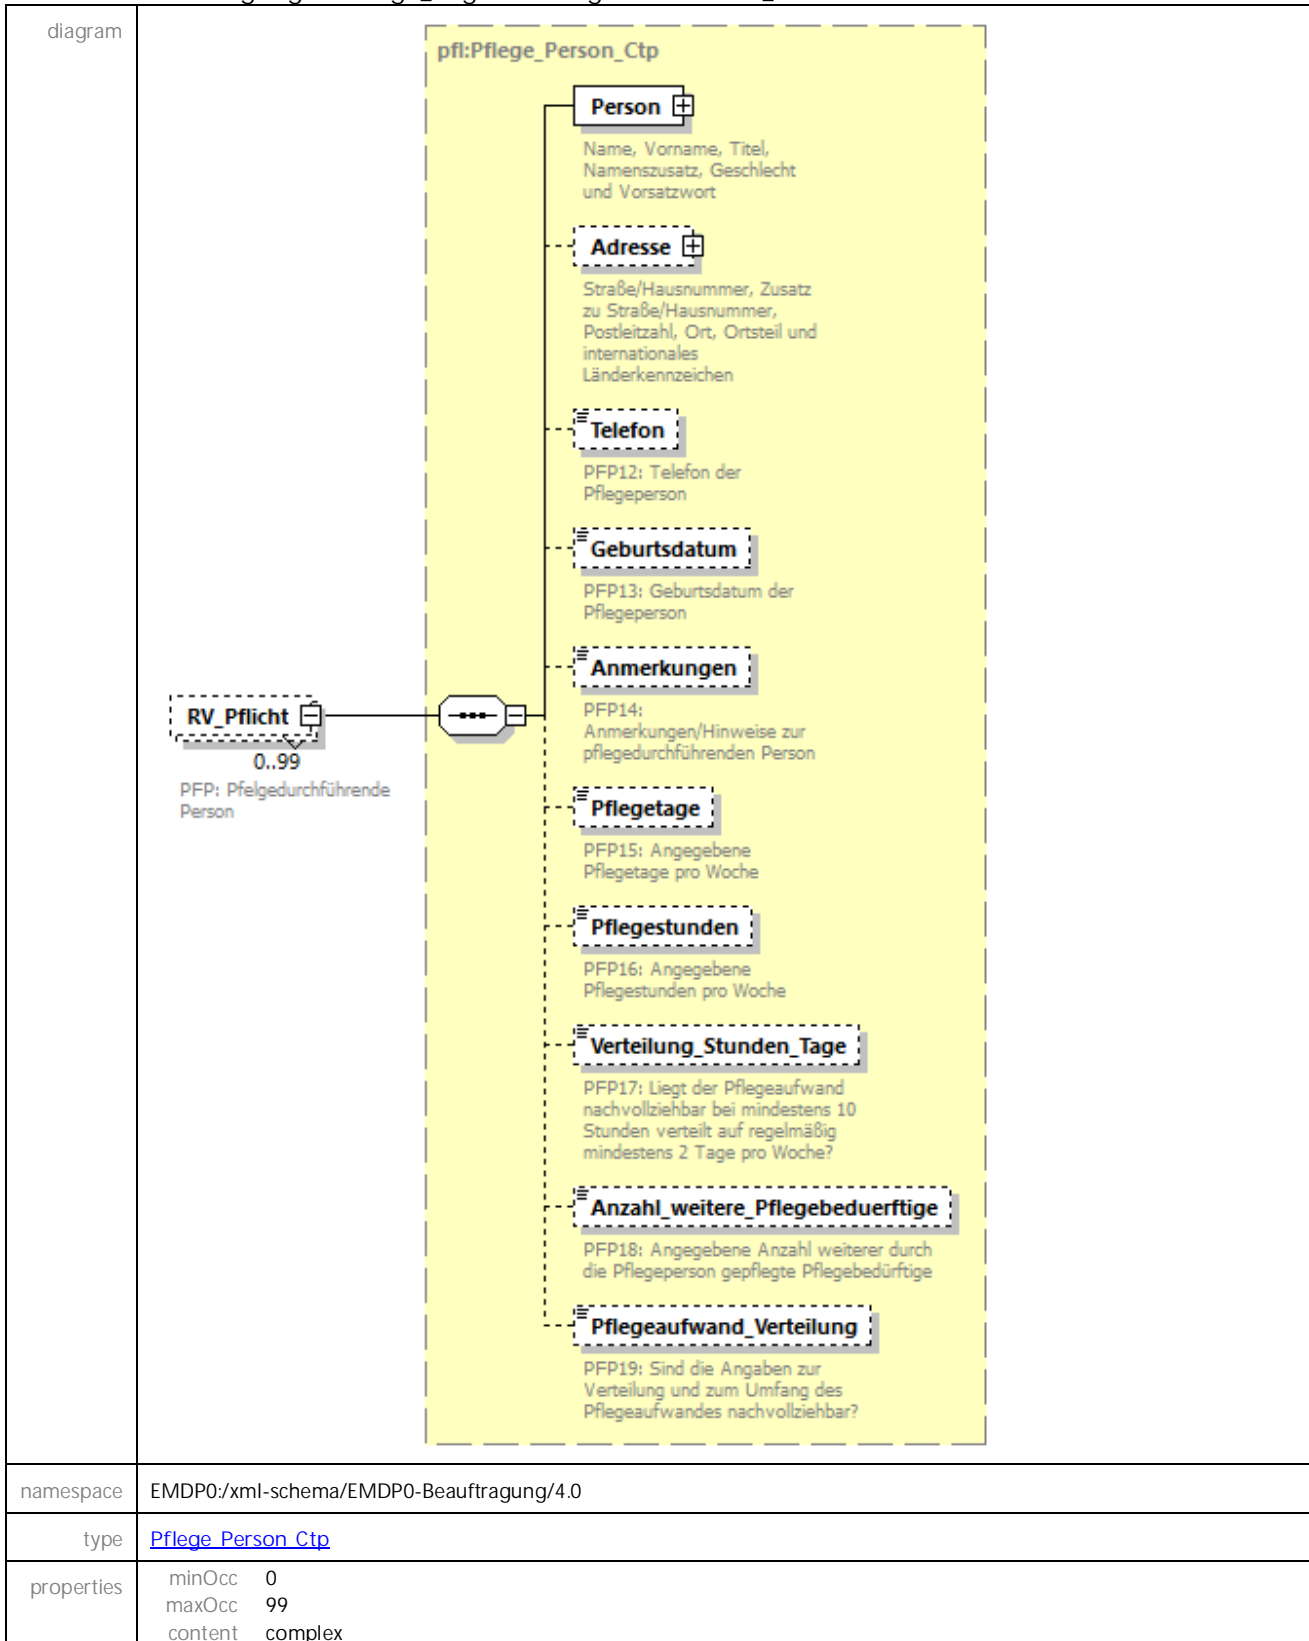 diagram
pfl:Pflege_Person_Ctp
Person
Name, Vorname, Titel,
Namenszusatz, Geschlecht
und Vorsatzwort
Adresse
Straße/Hausnummer, Zusatz
zu Straße/Hausnummer,
Postleitzahl, Ort, Ortsteil und
internationales
Länderkennzeichen
Telefon
PFP12: Telefon der
Pflegeperson
Geburtsdatum
PFP13: Geburtsdatum der
Pflegeperson
Anmerkungen
PFP14:
Anmerkungen/Hinweise zur
pflegedurchführenden Person
RV_Pflicht
0..99
PFP: Pfelgedurchführende
Person
Pflegetage
PFP15: Angegebene
Pflegetage pro Woche
Pflegestunden
PFP16: Angegebene
Pflegestunden pro Woche
Verteilung_Stunden_Tage
PFP17: Liegt der Pflegeaufwand
nachvollziehbar bei mindestens 10
Stunden verteilt auf regelmäßig
mindestens 2 Tage pro Woche?
Anzahl_weitere_Pflegebeduerftige
PFP18: Angegebene Anzahl weiterer durch
die Pflegeperson gepflegte Pflegebedürftige
Pflegeaufwand_Verteilung
PFP19: Sind die Angaben zur
Verteilung und zum Umfang des
Pflegeaufwandes nachvollziehbar?
namespace EMDP0:/xml-schema/EMDP0-Beauftragung/4.0
type Pflege_Person_Ctp
properties minOcc 0
maxOcc 99
content complex